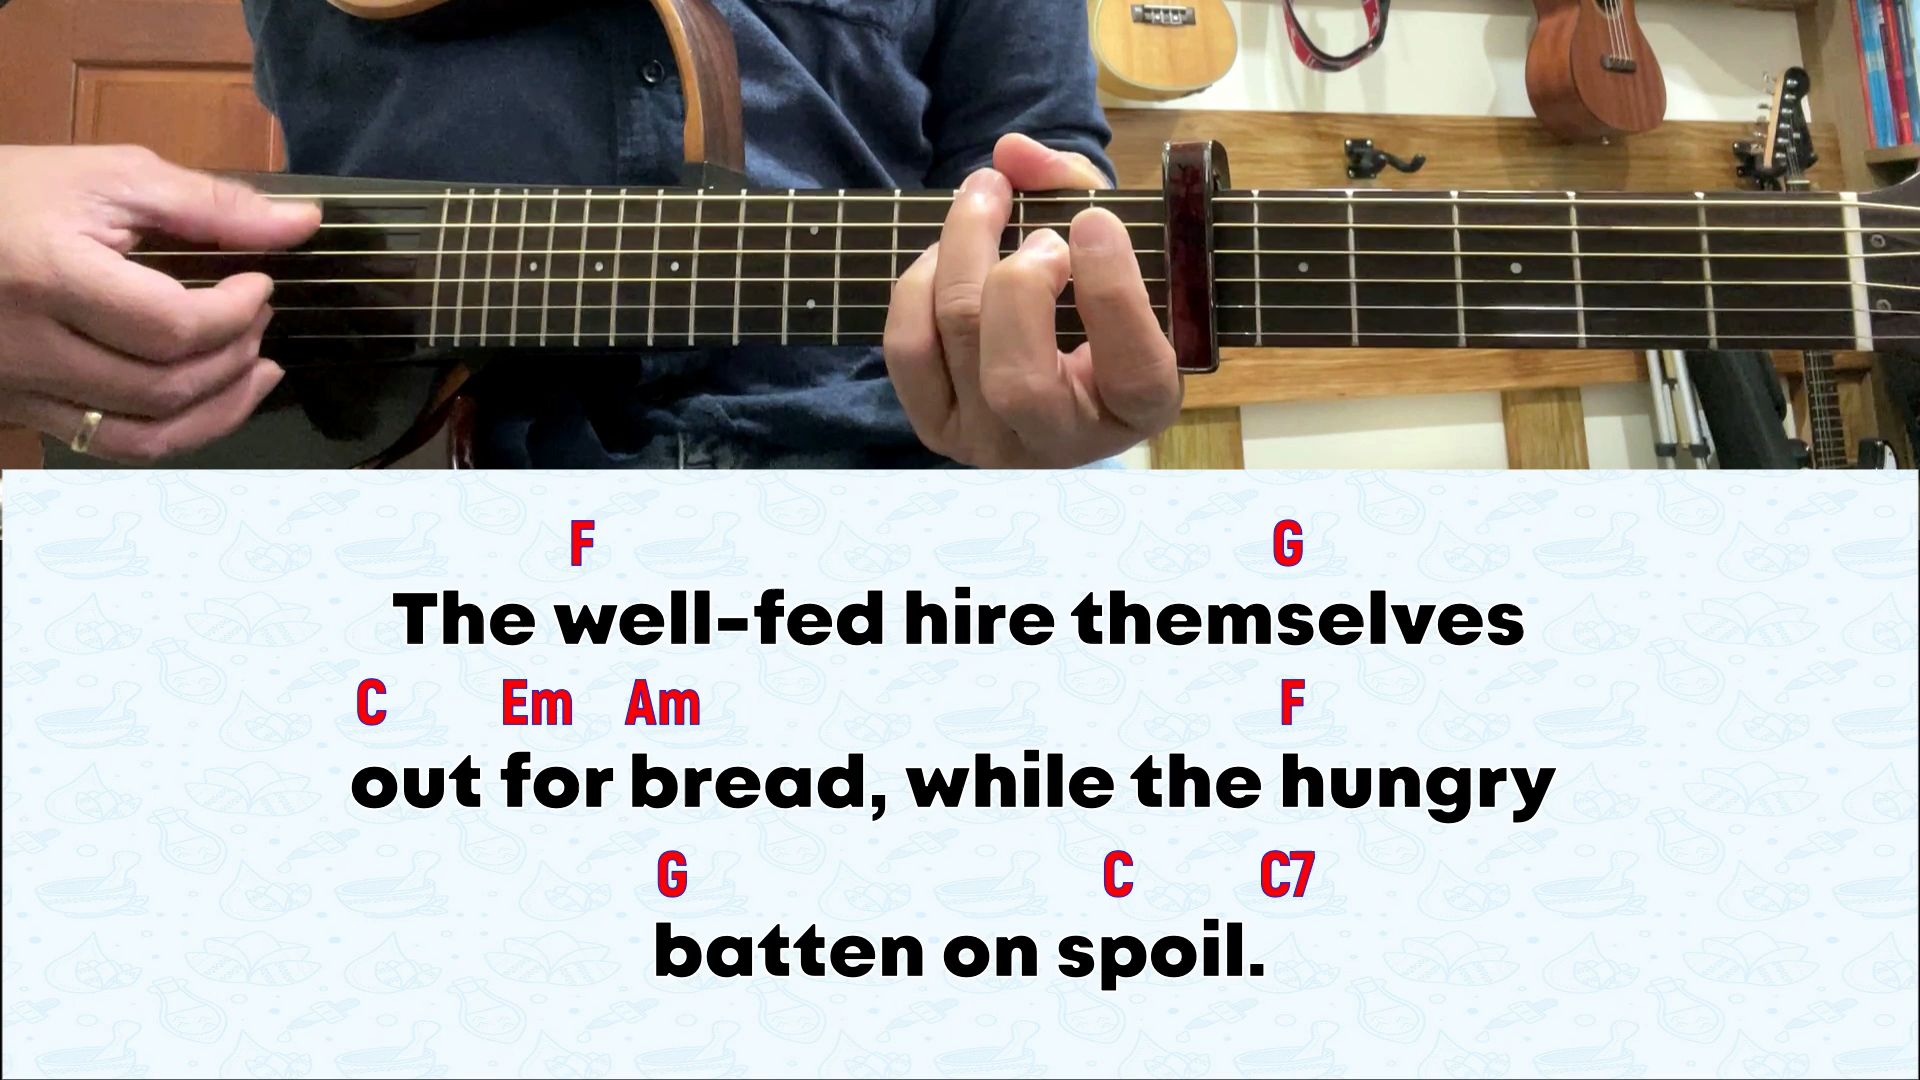 F G
The well-fed hire themselves
C Em Am F
out for bread, while the hungry
G C C7
batten on spoil.